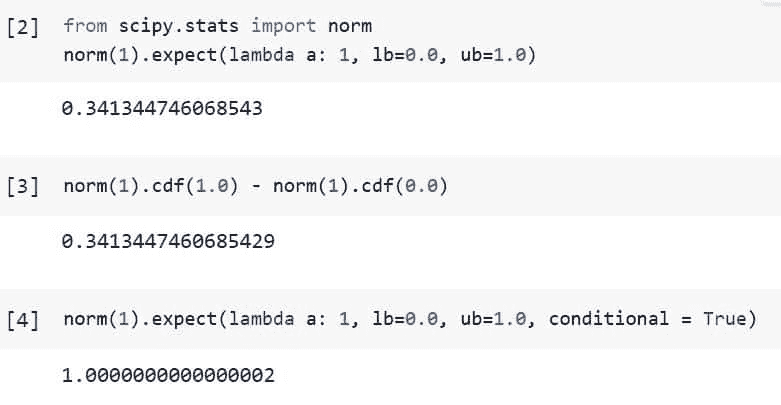 [2] from scipy.stats import norm
norm(1).expect(lambda a: 1, lb=0.0, ub=1.0)
0.341344746068543
[3] norm(1).cdf(1.0) - norm(1).cdf(0.0)
0.3413447460685429
[4] norm(1).expect(lambda a: 1, lb=0.0, ub=1.0, conditional = True)
1.0000000000000002